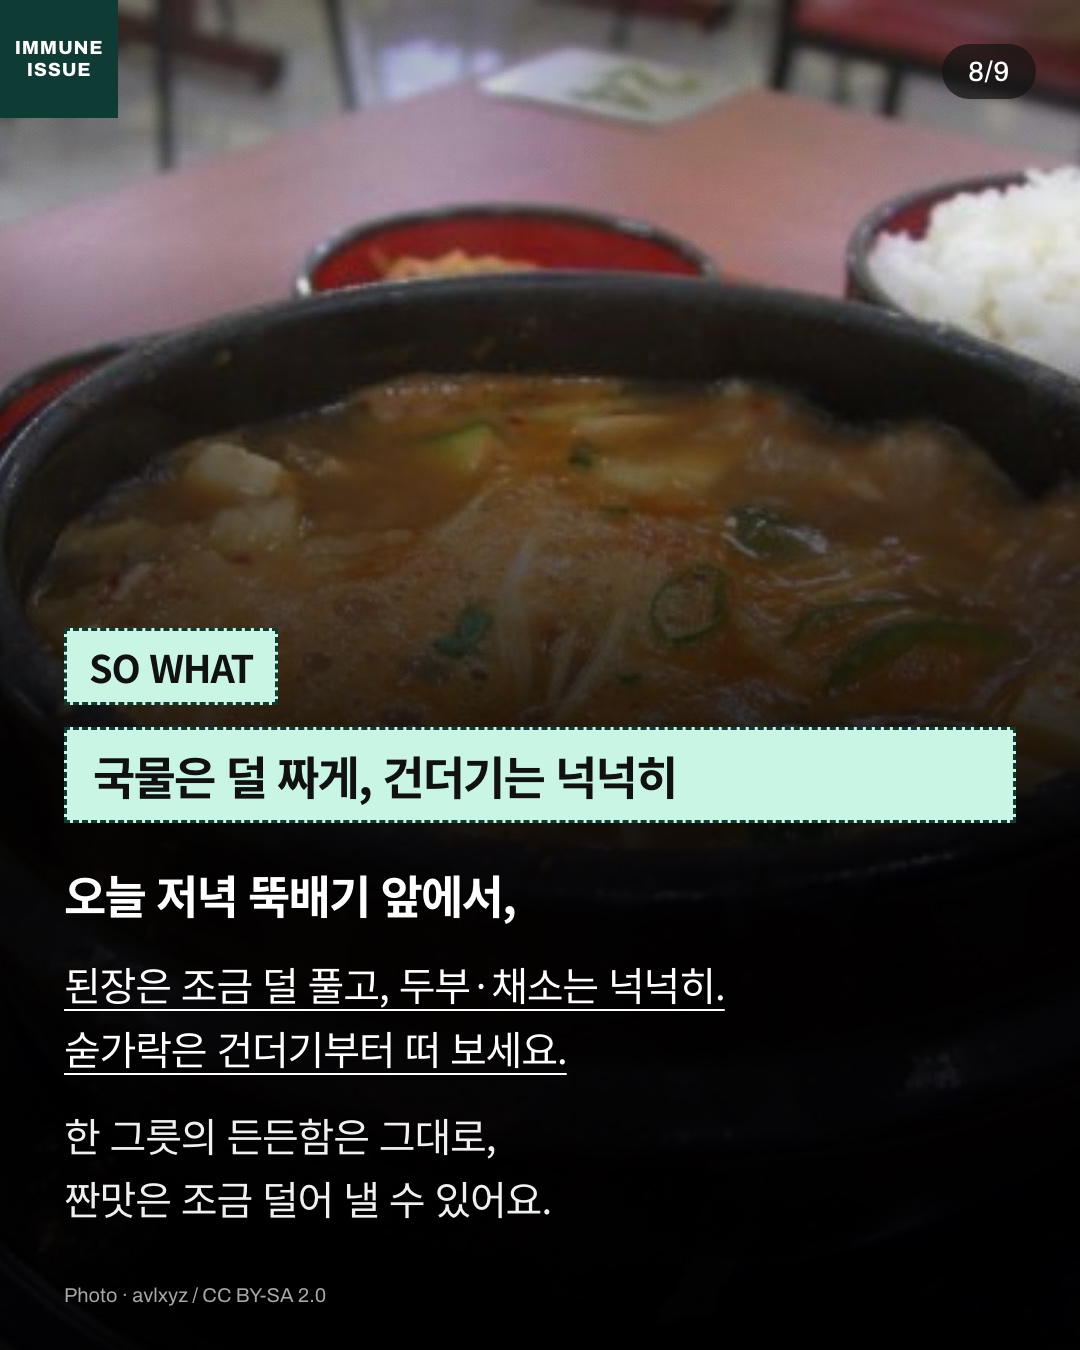 IMMUNE
ISSUE
8/9
SO WHAT
국물은 덜 짜게, 건더기는 넉넉히
오늘 저녁 뚝배기 앞에서,
된장은 조금 덜 풀고, 두부·채소는 넉넉히.
숟가락은 건더기부터 떠 보세요.
한 그릇의 든든함은 그대로,
짠맛은 조금 덜어 낼 수 있어요.
Photo · avlxyz / CC BY-SA 2.0